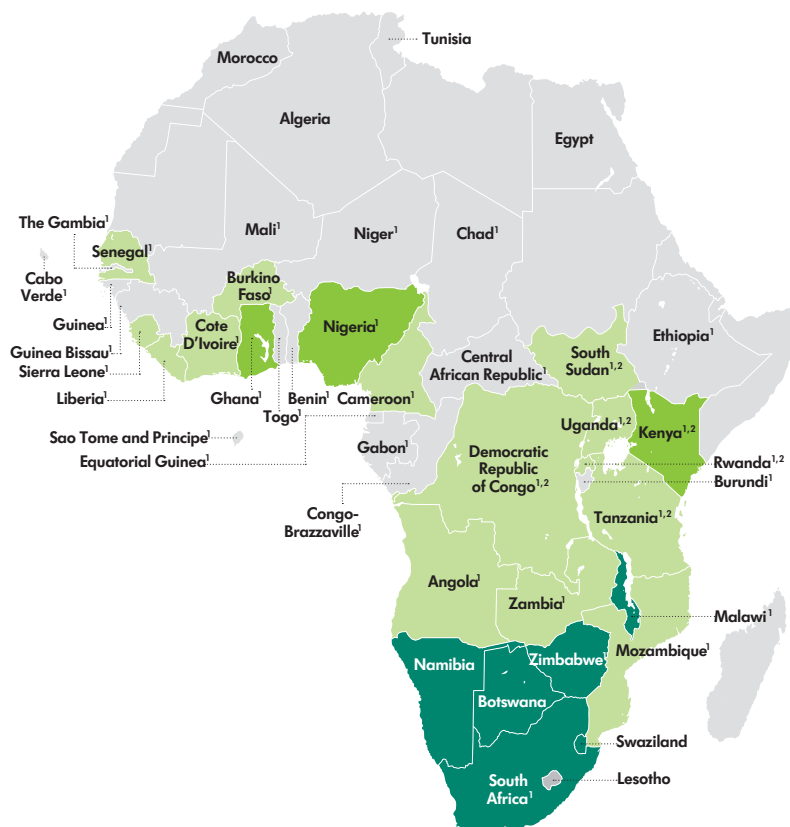 Tunisia
Morocco
Algeria
Egypt
The Gambia¹
Senegal¹
Mali¹
Niger¹
Chad¹
Cabo
Verde¹
Burkino
Faso¹
Guinea¹
Cote
D'Ivoire¹
Nigeria¹
Ethiopia¹
Guinea Bissau¹
Sierra Leone¹
South
Sudan¹,²
Central
African Republic¹
Liberia¹
Ghana¹
Togo¹
Benin¹
Cameroon¹
Uganda¹,²
Kenya¹,²
Sao Tome and Principe¹
Equatorial Guinea¹
Gabon¹
Democratic
Republic
of Congo¹,²
Rwanda¹,²
Burundi¹
Congo-
Brazzaville¹
Tanzania¹,²
Angola¹
Zambia¹
Malawi¹
Mozambique¹
Namibia
Zimbabwe¹
Botswana
Swaziland
South
Africa¹
Lesotho